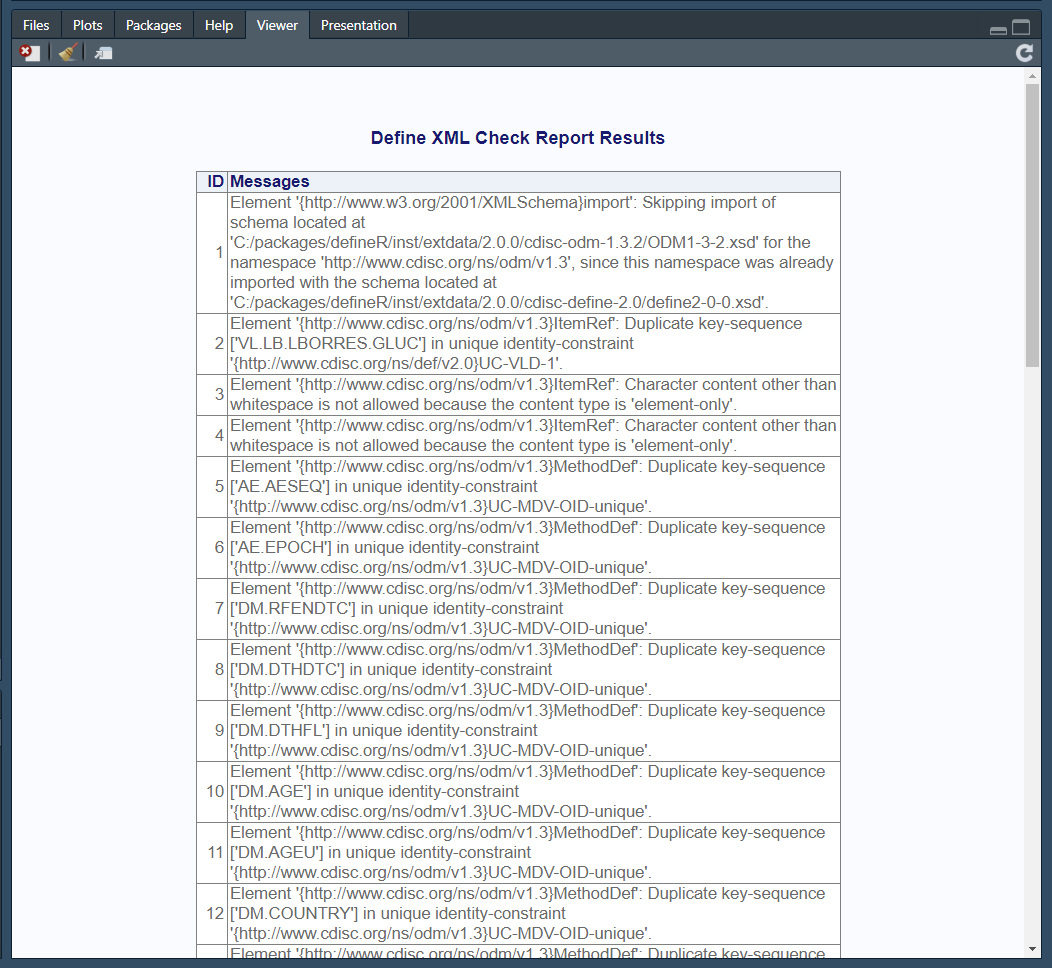 Files Plots Packages Help Viewer Presentation
Define XML Check Report Results
ID Messages
Element '{http://www.w3.org/2001/XMLSchema}import': Skipping import of
schema located at
'C:/packages/defineR/inst/extdata/2.0.0/cdisc-odm-1.3.2/ODM1-3-2.xsd' for the
1 namespace 'http://www.cdisc.org/ns/odm/v1.3', since this namespace was already
imported with the schema located at
'C:/packages/defineR/inst/extdata/2.0.0/cdisc-define-2.0/define2-0-0.xsd'.
Element '{http://www.cdisc.org/ns/odm/v1.3}ItemRef': Duplicate key-sequence
2 ['VL.LB.LBORRES.GLUC'] in unique identity-constraint
'{http://www.cdisc.org/ns/def/v2.0}UC-VLD-1'.
3 Element '{http://www.cdisc.org/ns/odm/v1.3}ItemRef': Character content other than
whitespace is not allowed because the content type is 'element-only'.
4 Element '{http://www.cdisc.org/ns/odm/v1.3}ItemRef': Character content other than
whitespace is not allowed because the content type is 'element-only'.
Element '{http://www.cdisc.org/ns/odm/v1.3}MethodDef': Duplicate key-sequence
5 ['AE.AESEQ'] in unique identity-constraint
'{http://www.cdisc.org/ns/odm/v1.3}UC-MDV-OID-unique'.
Element '{http://www.cdisc.org/ns/odm/v1.3}MethodDef': Duplicate key-sequence
6 ['AE.EPOCH'] in unique identity-constraint
'{http://www.cdisc.org/ns/odm/v1.3}UC-MDV-OID-unique'.
Element '{http://www.cdisc.org/ns/odm/v1.3}MethodDef': Duplicate key-sequence
7 ['DM.RFENDTC'] in unique identity-constraint
'{http://www.cdisc.org/ns/odm/v1.3}UC-MDV-OID-unique'.
Element '{http://www.cdisc.org/ns/odm/v1.3}MethodDef': Duplicate key-sequence
8 ['DM.DTHDTC'] in unique identity-constraint
'{http://www.cdisc.org/ns/odm/v1.3}UC-MDV-OID-unique'.
Element '{http://www.cdisc.org/ns/odm/v1.3}MethodDef': Duplicate key-sequence
9 ['DM.DTHFL'] in unique identity-constraint
'{http://www.cdisc.org/ns/odm/v1.3}UC-MDV-OID-unique'.
Element '{http://www.cdisc.org/ns/odm/v1.3}MethodDef': Duplicate key-sequence
10 ['DM.AGE'] in unique identity-constraint
'{http://www.cdisc.org/ns/odm/v1.3}UC-MDV-OID-unique'.
Element '{http://www.cdisc.org/ns/odm/v1.3}MethodDef': Duplicate key-sequence
11 ['DM.AGEU'] in unique identity-constraint
'{http://www.cdisc.org/ns/odm/v1.3}UC-MDV-OID-unique'.
Element '{http://www.cdisc.org/ns/odm/v1.3}MethodDef': Duplicate key-sequence
12 ['DM.COUNTRY'] in unique identity-constraint
'{http://www.cdisc.org/ns/odm/v1.3}UC-MDV-OID-unique'.
Element '{http://www.cdisc.org/ns/odm/v1.3}MethodDef': Duplicate key-sequence